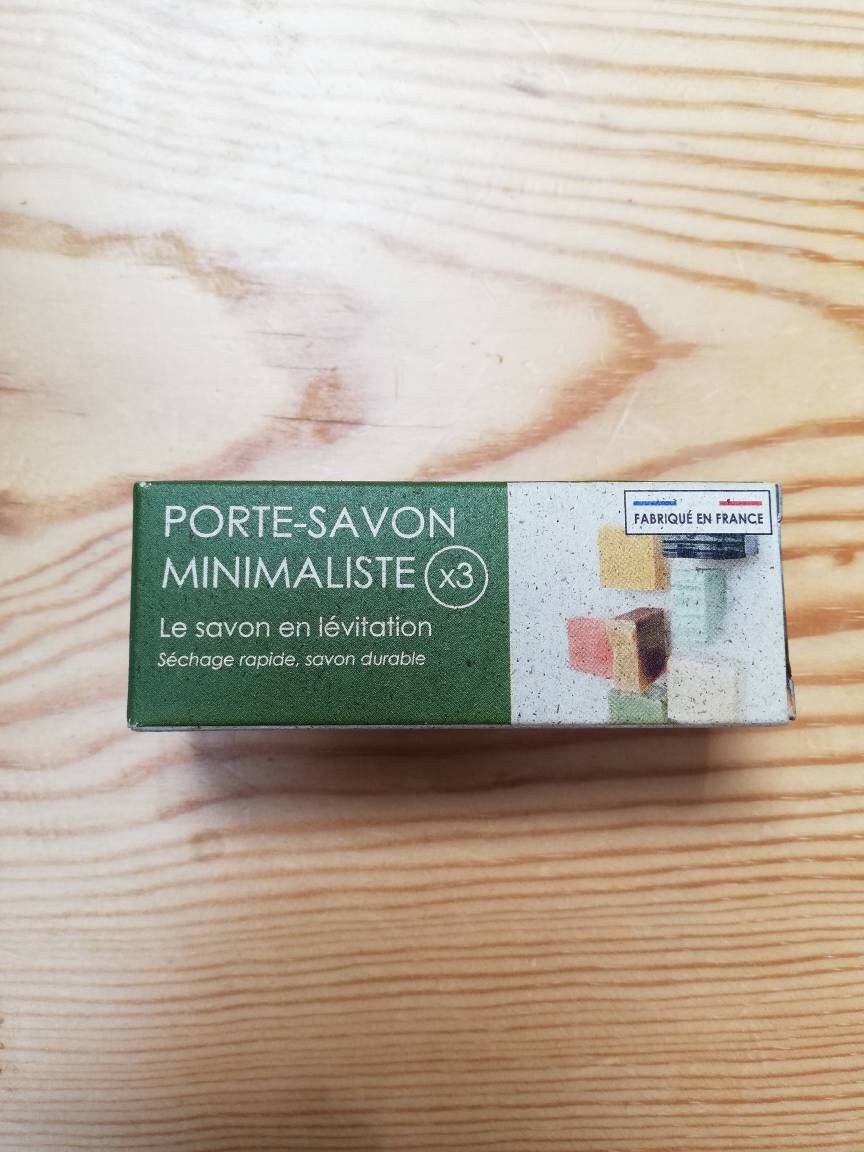 PORTE-SAVON
MINIMALISTE x3
Le savon en lévitation
Séchage rapide, savon durable
FABRIQUÉ EN FRANCE